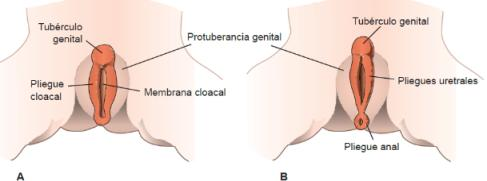 Tubérculo
genital
Protuberancia genital
Pliegue
cloacal
Membrana cloacal
A
Tubérculo genital
Pliegues uretrales
Pliegue anal
B